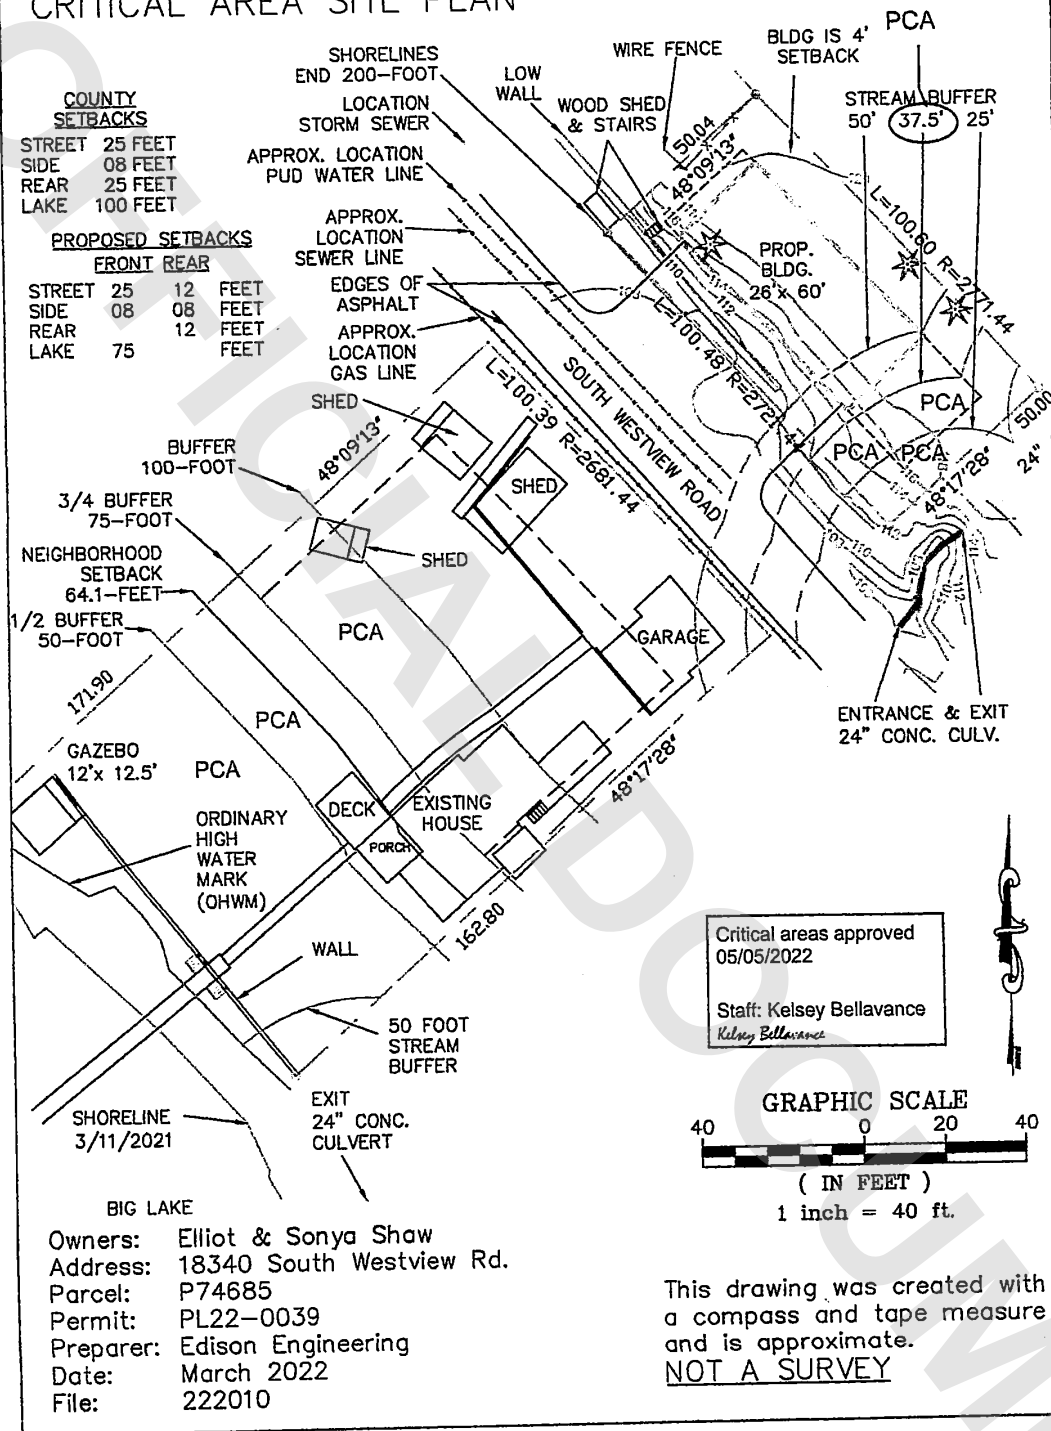 CRITICAL AREA SITE PLAN
PCA
BLDG IS 4'
SETBACK
WIRE FENCE
SHORELINES
END 200-FOOT
LOW
WALL
WOOD SHED
& STAIRS
STREAM BUFFER
50' 37.5' 25'
COUNTY
SETBACKS
STREET 25 FEET
SIDE 08 FEET
REAR 25 FEET
LAKE 100 FEET
LOCATION
STORM SEWER
APPROX. LOCATION
PUD WATER LINE
APPROX.
LOCATION
SEWER LINE
EDGES OF
ASPHALT
APPROX.
LOCATION
GAS LINE
PROPOSED SETBACKS
FRONT REAR
STREET 25 12 FEET
SIDE 08 08 FEET
REAR 12 FEET
LAKE 75 FEET
50.04
48°09'13"
L=100.60 R=2771.44
PROP.
BLDG.
26'x 60'
110
112
L=100.48 R=272
SOUTH WESTVIEW ROAD
L=100.39 R=2681.44
PCA
PCA
PCA
50.00
24"
48°17'28"
SHED
48°09'13"
BUFFER
100-FOOT
3/4 BUFFER
75-FOOT
SHED
SHED
NEIGHBORHOOD
SETBACK
64.1-FEET
1/2 BUFFER
50-FOOT
PCA
GARAGE
171.90
PCA
PCA
GAZEBO
12'x 12.5'
48°17'28"
ENTRANCE & EXIT
24" CONC. CULV.
DECK
EXISTING
HOUSE
PORCH
ORDINARY
HIGH
WATER
MARK
(OHWM)
162.80
WALL
Critical areas approved
05/05/2022
Staff: Kelsey Bellavance
Kelsey Bellavance
50 FOOT
STREAM
BUFFER
EXIT
24" CONC.
CULVERT
SHORELINE
3/11/2021
GRAPHIC SCALE
40 0 20 40
( IN FEET )
1 inch = 40 ft.
BIG LAKE
Owners: Elliot & Sonya Shaw
Address: 18340 South Westview Rd.
Parcel: P74685
Permit: PL22-0039
Preparer: Edison Engineering
Date: March 2022
File: 222010
This drawing was created with
a compass and tape measure
and is approximate.
NOT A SURVEY